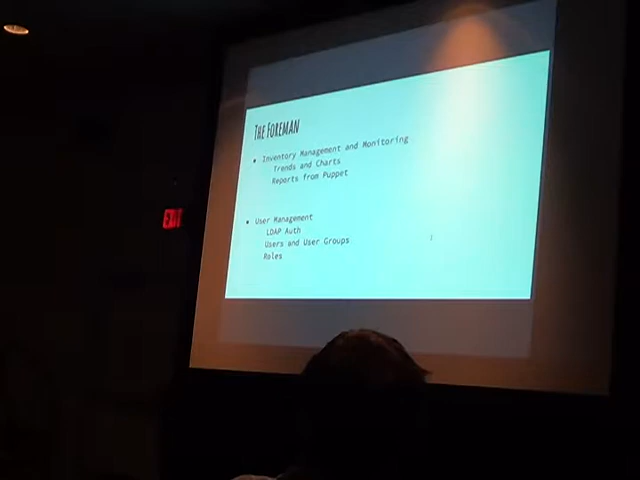 THE FOREMAN
• Inventory Management and Monitoring
Trends and Charts
Reports from Puppet
• User Management
LDAP Auth
Users and User Groups
Roles
EXIT